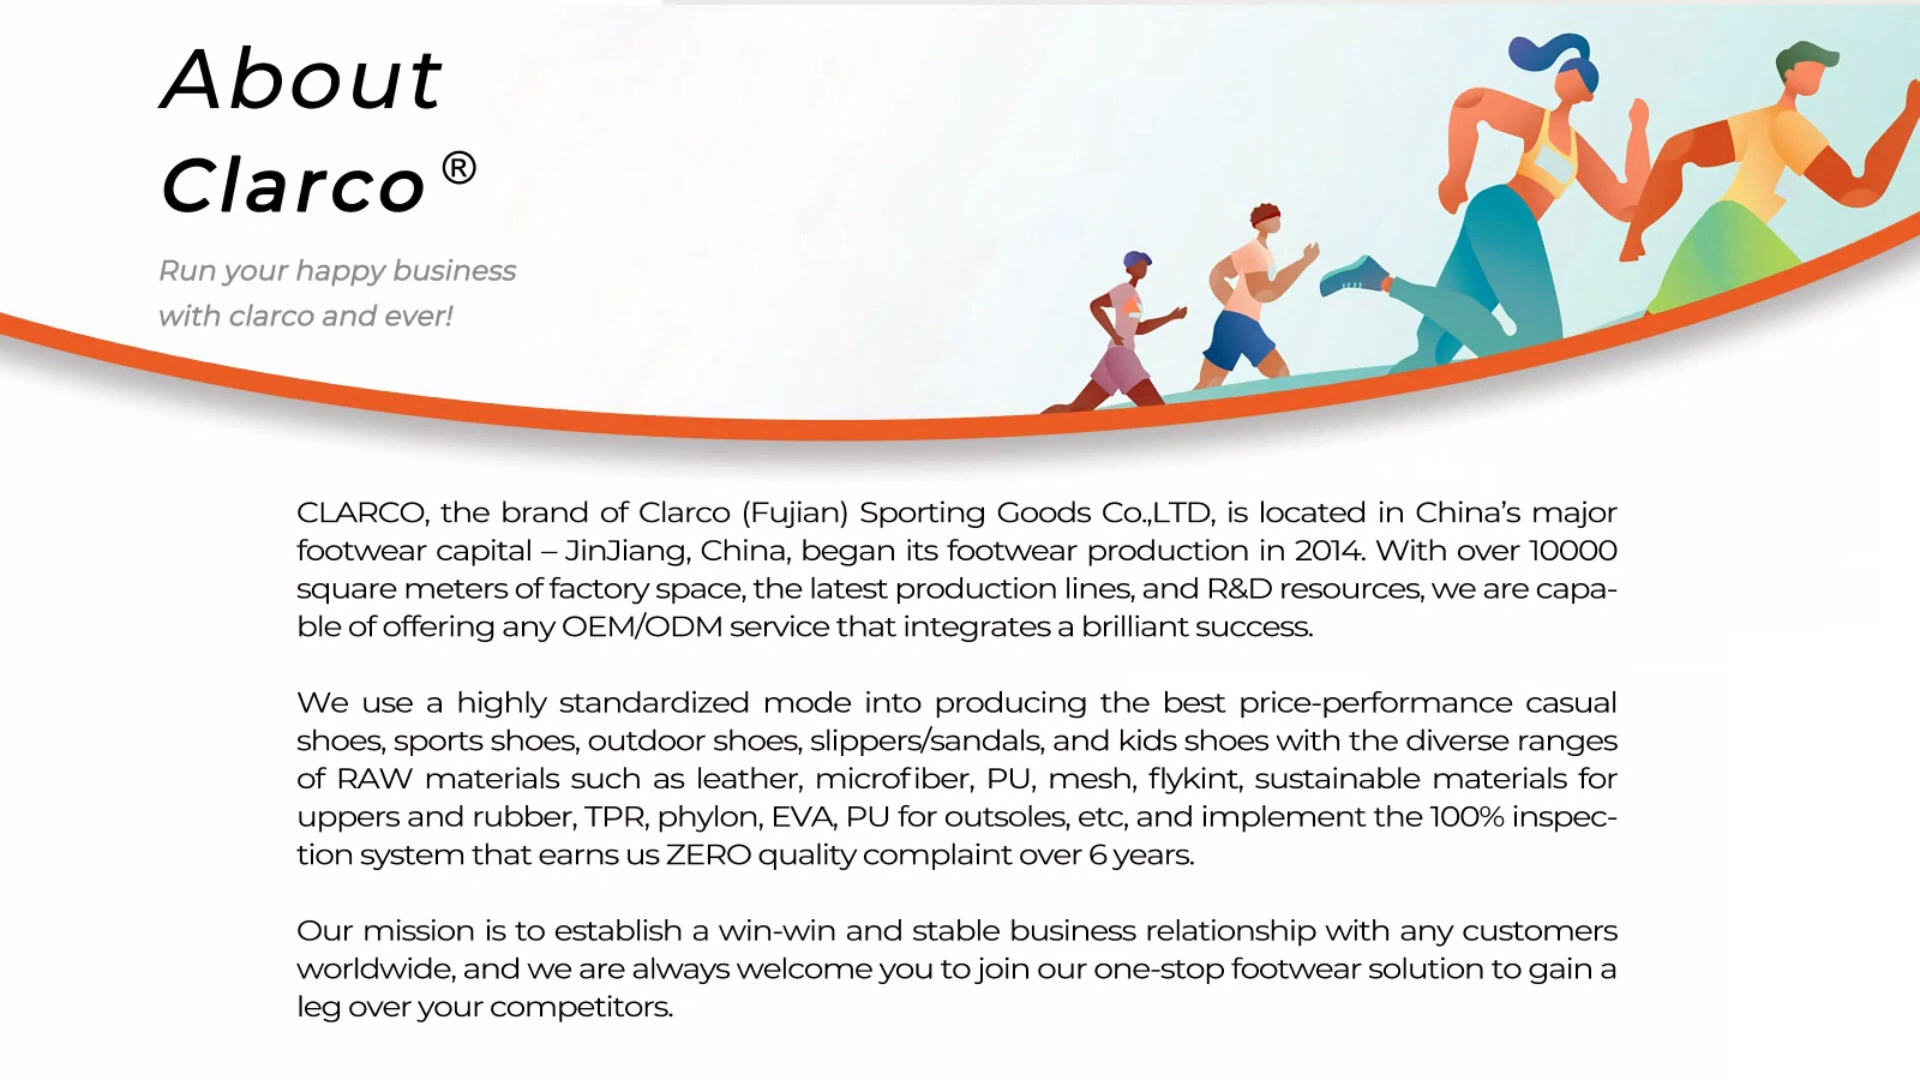 About
Clarco ®
Run your happy business
with clarco and ever!
CLARCO, the brand of Clarco (Fujian) Sporting Goods Co.,LTD, is located in China’s major
footwear capital – JinJiang, China, began its footwear production in 2014. With over 10000
square meters of factory space, the latest production lines, and R&D resources, we are capa-
ble of offering any OEM/ODM service that integrates a brilliant success.
We use a highly standardized mode into producing the best price-performance casual
shoes, sports shoes, outdoor shoes, slippers/sandals, and kids shoes with the diverse ranges
of RAW materials such as leather, microfiber, PU, mesh, flykint, sustainable materials for
uppers and rubber, TPR, phylon, EVA, PU for outsoles, etc, and implement the 100% inspec-
tion system that earns us ZERO quality complaint over 6 years.
Our mission is to establish a win-win and stable business relationship with any customers
worldwide, and we are always welcome you to join our one-stop footwear solution to gain a
leg over your competitors.